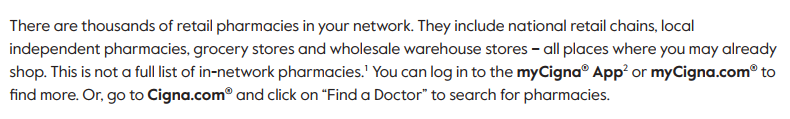 There are thousands of retail pharmacies in your network. They include national retail chains, local
independent pharmacies, grocery stores and wholesale warehouse stores – all places where you may already
shop. This is not a full list of in-network pharmacies.¹ You can log in to the myCigna® App² or myCigna.com® to
find more. Or, go to Cigna.com® and click on “Find a Doctor” to search for pharmacies.